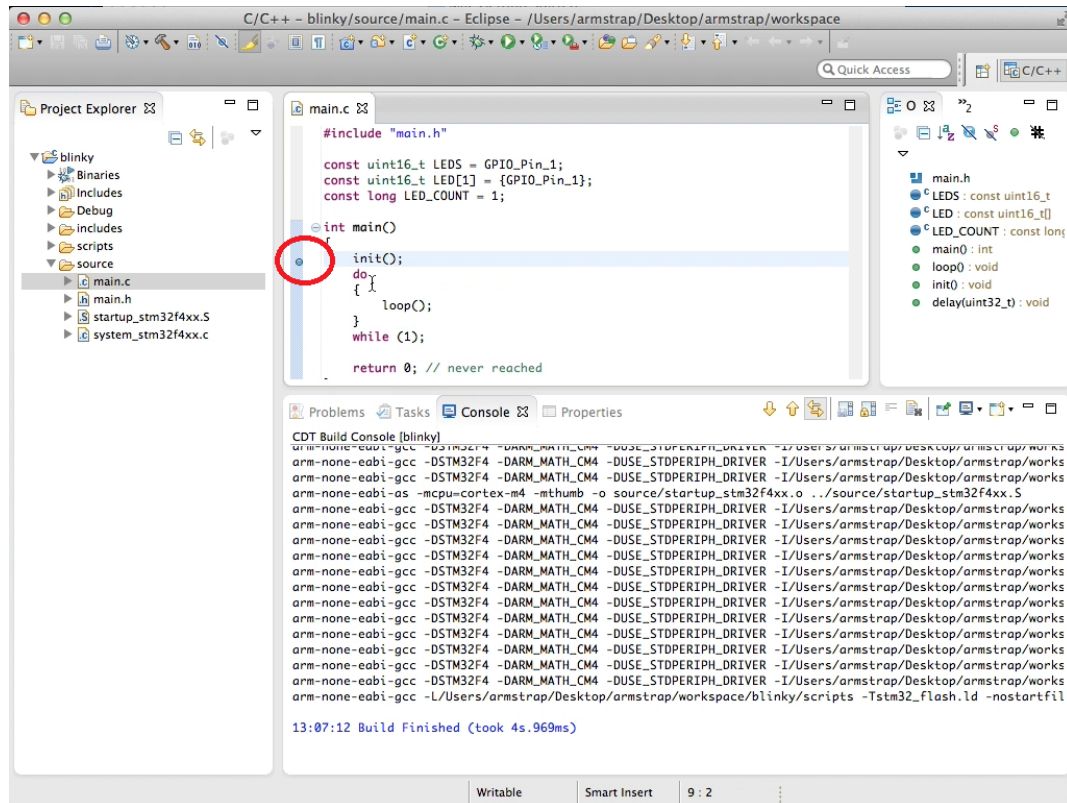 C/C++ – blinky/source/main.c – Eclipse – /Users/armstrap/Desktop/armstrap/workspace
Quick Access
C/C++
Project Explorer
blinky
Binaries
Includes
Debug
includes
scripts
source
main.c
main.h
startup_stm32f4xx.S
system_stm32f4xx.c
main.c
#include "main.h"
const uint16_t LEDS = GPIO_Pin_1;
const uint16_t LED[1] = {GPIO_Pin_1};
const long LED_COUNT = 1;
int main()
{
init();
do
{
loop();
}
while (1);
return 0; // never reached
O
2
main.h
LEDS : const uint16_t
LED : const uint16_t[]
LED_COUNT : const long
main() : int
loop() : void
init() : void
delay(uint32_t) : void
Problems Tasks Console Properties
CDT Build Console [blinky]
arm-none-eabi-gcc -DSTM32F4 -DARM_MATH_CM4 -DUSE_STDPERIPH_DRIVER -I/Users/armstrap/Desktop/armstrap/works
arm-none-eabi-gcc -DSTM32F4 -DARM_MATH_CM4 -DUSE_STDPERIPH_DRIVER -I/Users/armstrap/Desktop/armstrap/works
arm-none-eabi-gcc -DSTM32F4 -DARM_MATH_CM4 -DUSE_STDPERIPH_DRIVER -I/Users/armstrap/Desktop/armstrap/works
arm-none-eabi-as -mcpu=cortex-m4 -mthumb -o source/startup_stm32f4xx.o ../source/startup_stm32f4xx.S
arm-none-eabi-gcc -DSTM32F4 -DARM_MATH_CM4 -DUSE_STDPERIPH_DRIVER -I/Users/armstrap/Desktop/armstrap/works
arm-none-eabi-gcc -DSTM32F4 -DARM_MATH_CM4 -DUSE_STDPERIPH_DRIVER -I/Users/armstrap/Desktop/armstrap/works
arm-none-eabi-gcc -DSTM32F4 -DARM_MATH_CM4 -DUSE_STDPERIPH_DRIVER -I/Users/armstrap/Desktop/armstrap/works
arm-none-eabi-gcc -DSTM32F4 -DARM_MATH_CM4 -DUSE_STDPERIPH_DRIVER -I/Users/armstrap/Desktop/armstrap/works
arm-none-eabi-gcc -DSTM32F4 -DARM_MATH_CM4 -DUSE_STDPERIPH_DRIVER -I/Users/armstrap/Desktop/armstrap/works
arm-none-eabi-gcc -DSTM32F4 -DARM_MATH_CM4 -DUSE_STDPERIPH_DRIVER -I/Users/armstrap/Desktop/armstrap/works
arm-none-eabi-gcc -DSTM32F4 -DARM_MATH_CM4 -DUSE_STDPERIPH_DRIVER -I/Users/armstrap/Desktop/armstrap/works
arm-none-eabi-gcc -DSTM32F4 -DARM_MATH_CM4 -DUSE_STDPERIPH_DRIVER -I/Users/armstrap/Desktop/armstrap/works
arm-none-eabi-gcc -DSTM32F4 -DARM_MATH_CM4 -DUSE_STDPERIPH_DRIVER -I/Users/armstrap/Desktop/armstrap/works
arm-none-eabi-gcc -DSTM32F4 -DARM_MATH_CM4 -DUSE_STDPERIPH_DRIVER -I/Users/armstrap/Desktop/armstrap/works
arm-none-eabi-gcc -DSTM32F4 -DARM_MATH_CM4 -DUSE_STDPERIPH_DRIVER -I/Users/armstrap/Desktop/armstrap/works
arm-none-eabi-gcc -DSTM32F4 -DARM_MATH_CM4 -DUSE_STDPERIPH_DRIVER -I/Users/armstrap/Desktop/armstrap/works
arm-none-eabi-gcc -L/Users/armstrap/Desktop/armstrap/workspace/blinky/scripts -Tstm32_flash.ld -nostartfil
13:07:12 Build Finished (took 4s.969ms)
Writable
Smart Insert
9 : 2